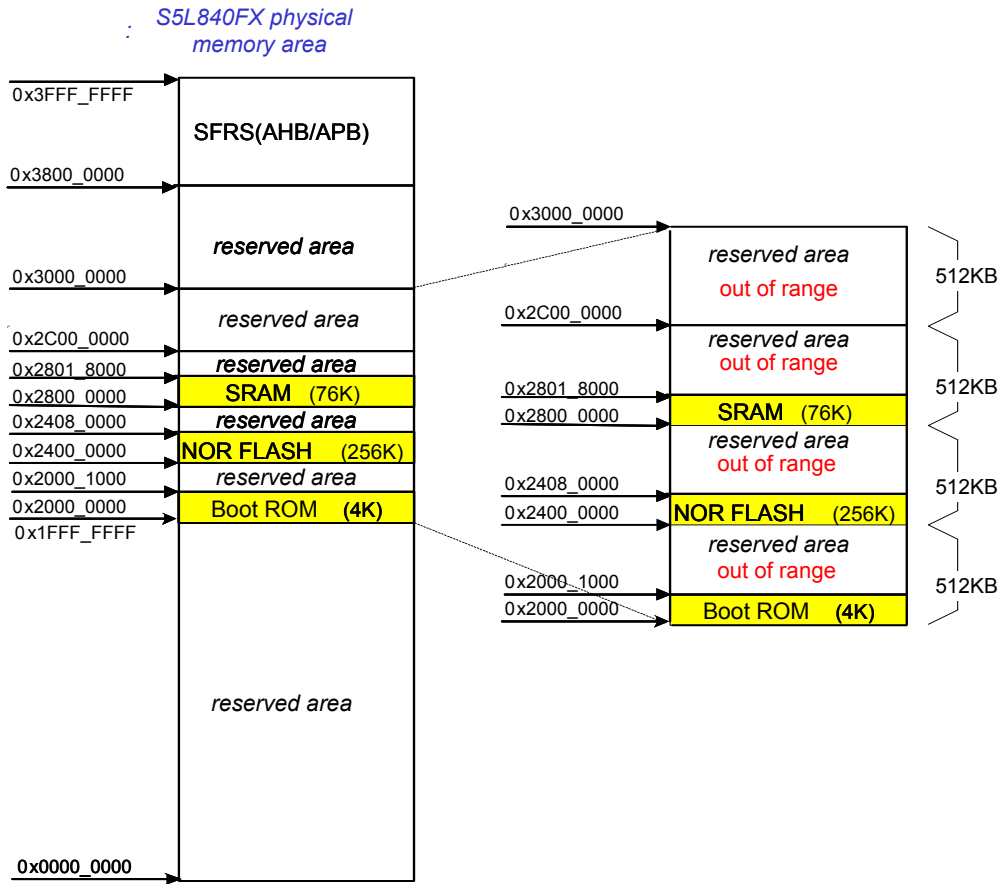 S5L840FX physical
: memory area
0x3FFF_FFFF
SFRS(AHB/APB)
0x3800_0000
reserved area
0x3000_0000
reserved area
0x2C00_0000
reserved area
0x2801_8000
SRAM (76K)
0x2800_0000
reserved area
0x2408_0000
NOR FLASH (256K)
0x2400_0000
reserved area
0x2000_1000
Boot ROM (4K)
0x2000_0000
0x1FFF_FFFF
reserved area
0x0000_0000
0x3000_0000
reserved area
out of range
512KB
0x2C00_0000
reserved area
out of range
512KB
0x2801_8000
SRAM (76K)
0x2800_0000
reserved area
out of range
512KB
0x2408_0000
NOR FLASH (256K)
0x2400_0000
reserved area
out of range
512KB
0x2000_1000
Boot ROM (4K)
0x2000_0000